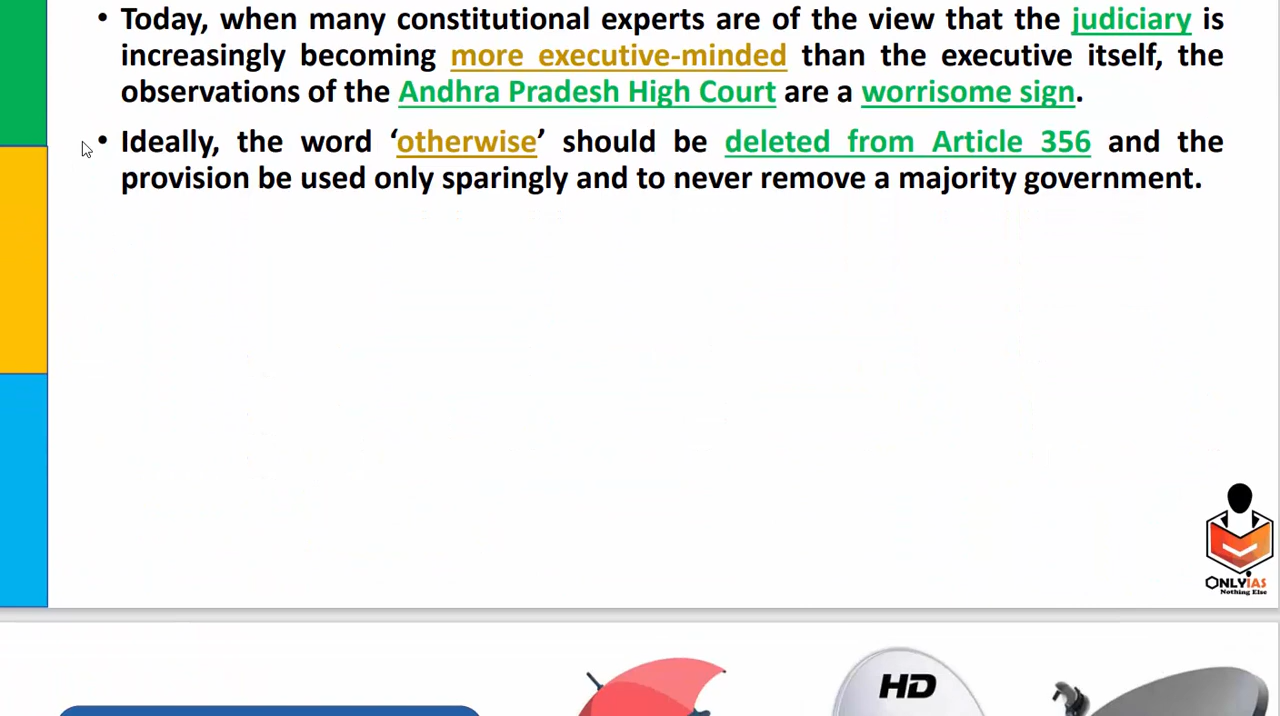 • Today, when many constitutional experts are of the view that the judiciary is
increasingly becoming more executive-minded than the executive itself, the
observations of the Andhra Pradesh High Court are a worrisome sign.
• Ideally, the word ‘otherwise’ should be deleted from Article 356 and the
provision be used only sparingly and to never remove a majority government.
ONLYIAS
Nothing Else
HD